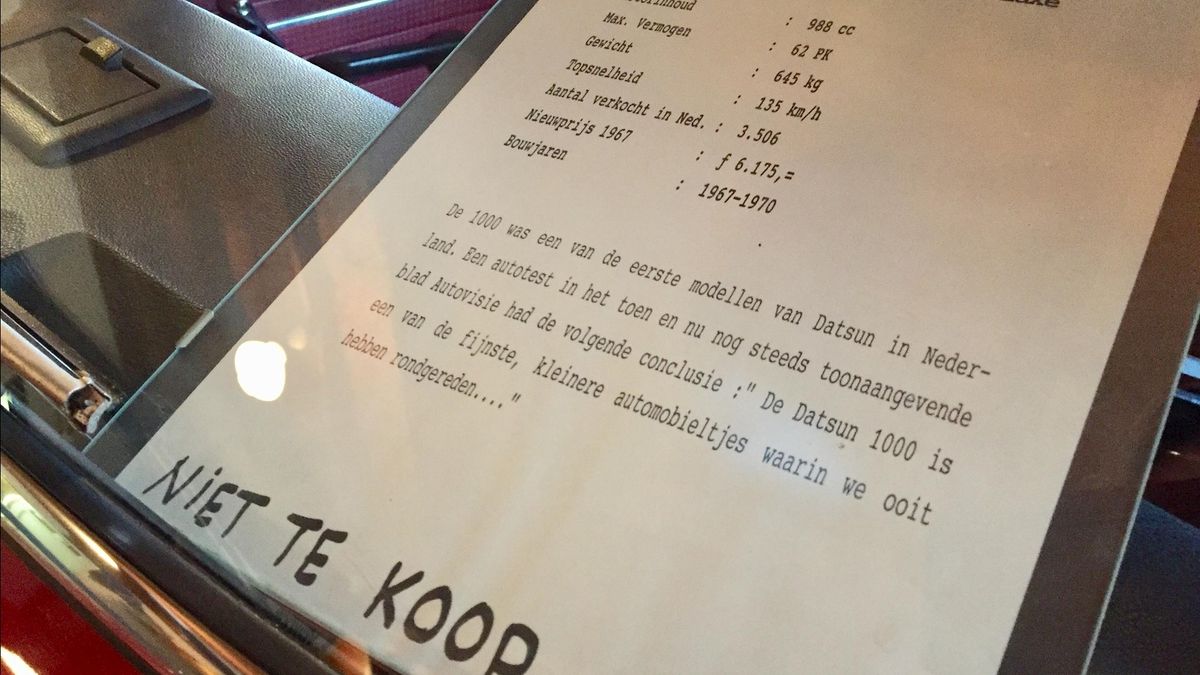 : 988 cc
Max. Vermogen : 62 PK
Gewicht : 645 kg
Topsnelheid : 135 km/h
Aantal verkocht in Ned. : 3.506
Nieuwprijs 1967 : ƒ 6.175,=
Bouwjaren : 1967-1970
De 1000 was een van de eerste modellen van Datsun in Neder-
land. Een autotest in het toen en nu nog steeds toonaangevende
blad Autovisie had de volgende conclusie :" De Datsun 1000 is
een van de fijnste, kleinere automobieltjes waarin we ooit
hebben rondgereden...."
NIET TE KOOP